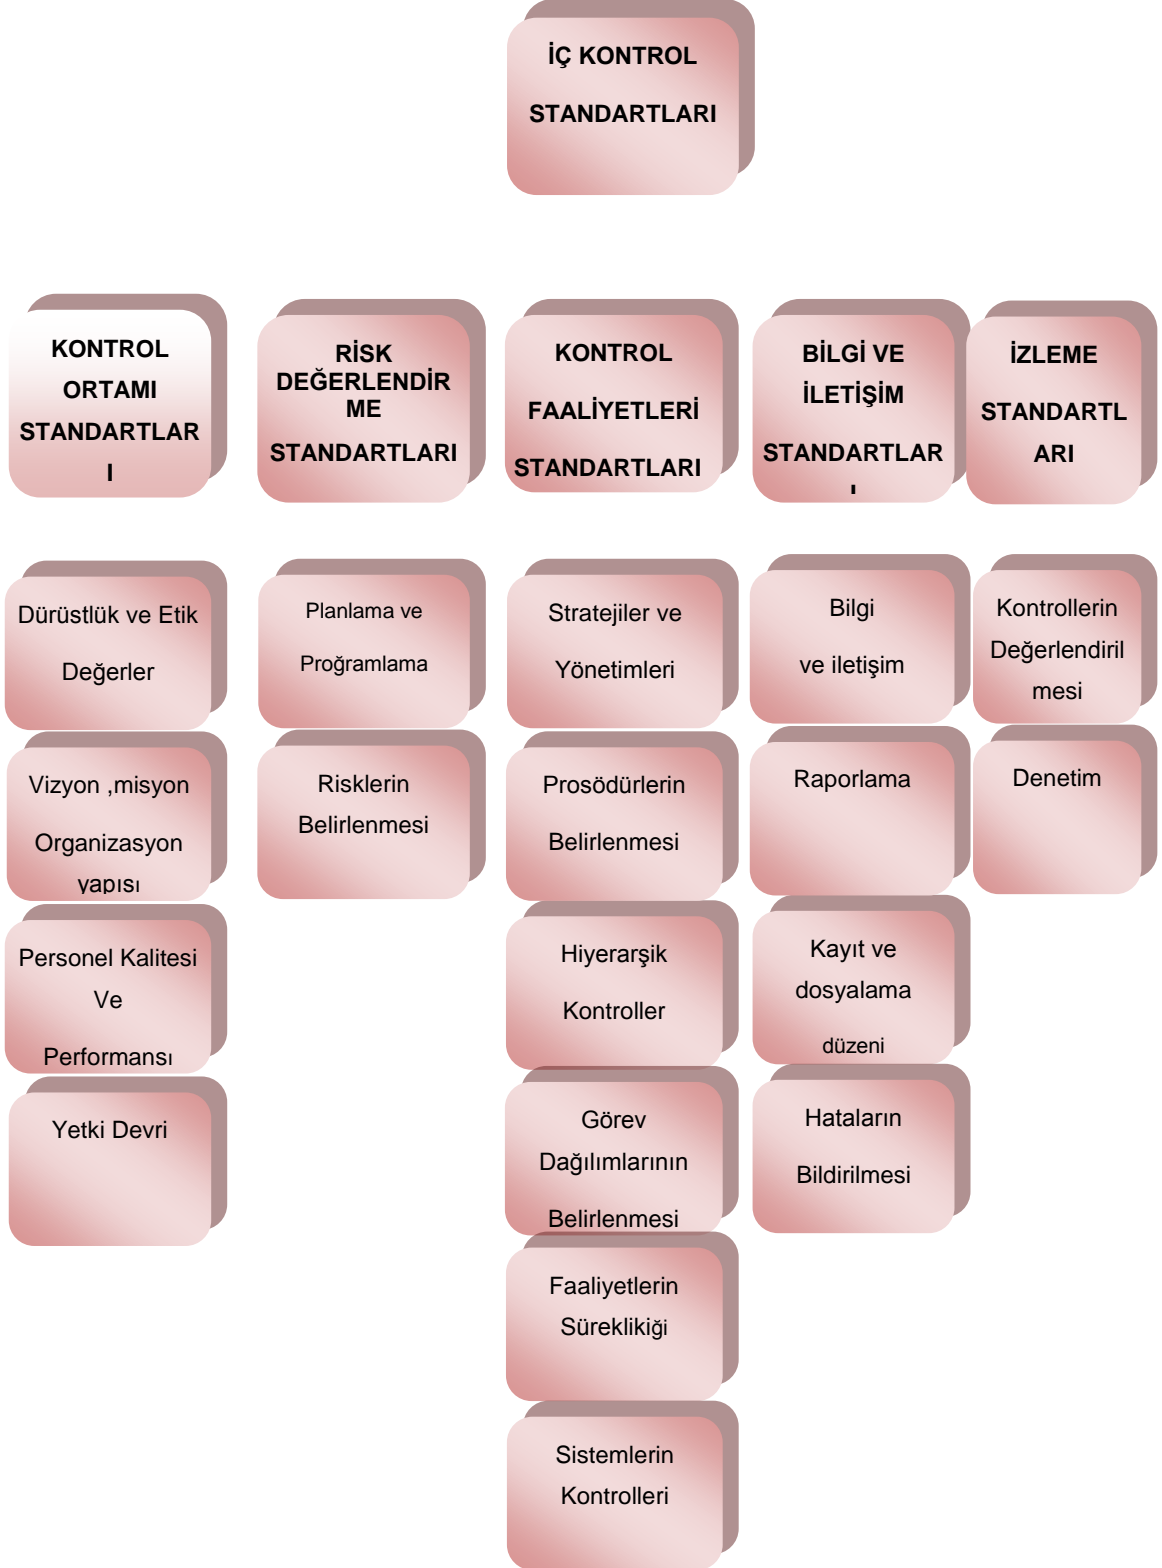 İÇ KONTROL
STANDARTLARI
KONTROL
ORTAMI
STANDARTLAR
I
RİSK
DEĞERLENDİR
ME
STANDARTLARI
KONTROL
FAALİYETLERİ
STANDARTLARI
BİLGİ VE
İLETİŞİM
STANDARTLAR
I
İZLEME
STANDARTL
ARI
Dürüstlük ve Etik
Değerler
Planlama ve
Proğramlama
Stratejiler ve
Yönetimleri
Bilgi
ve iletişim
Kontrollerin
Değerlendiril
mesi
Vizyon ,misyon
Organizasyon
yapısı
Risklerin
Belirlenmesi
Prosödürlerin
Belirlenmesi
Raporlama
Denetim
Personel Kalitesi
Ve
Performansı
Hiyerarşik
Kontroller
Kayıt ve
dosyalama
düzeni
Yetki Devri
Görev
Dağılımlarının
Belirlenmesi
Hataların
Bildirilmesi
Faaliyetlerin
Süreklikiği
Sistemlerin
Kontrolleri